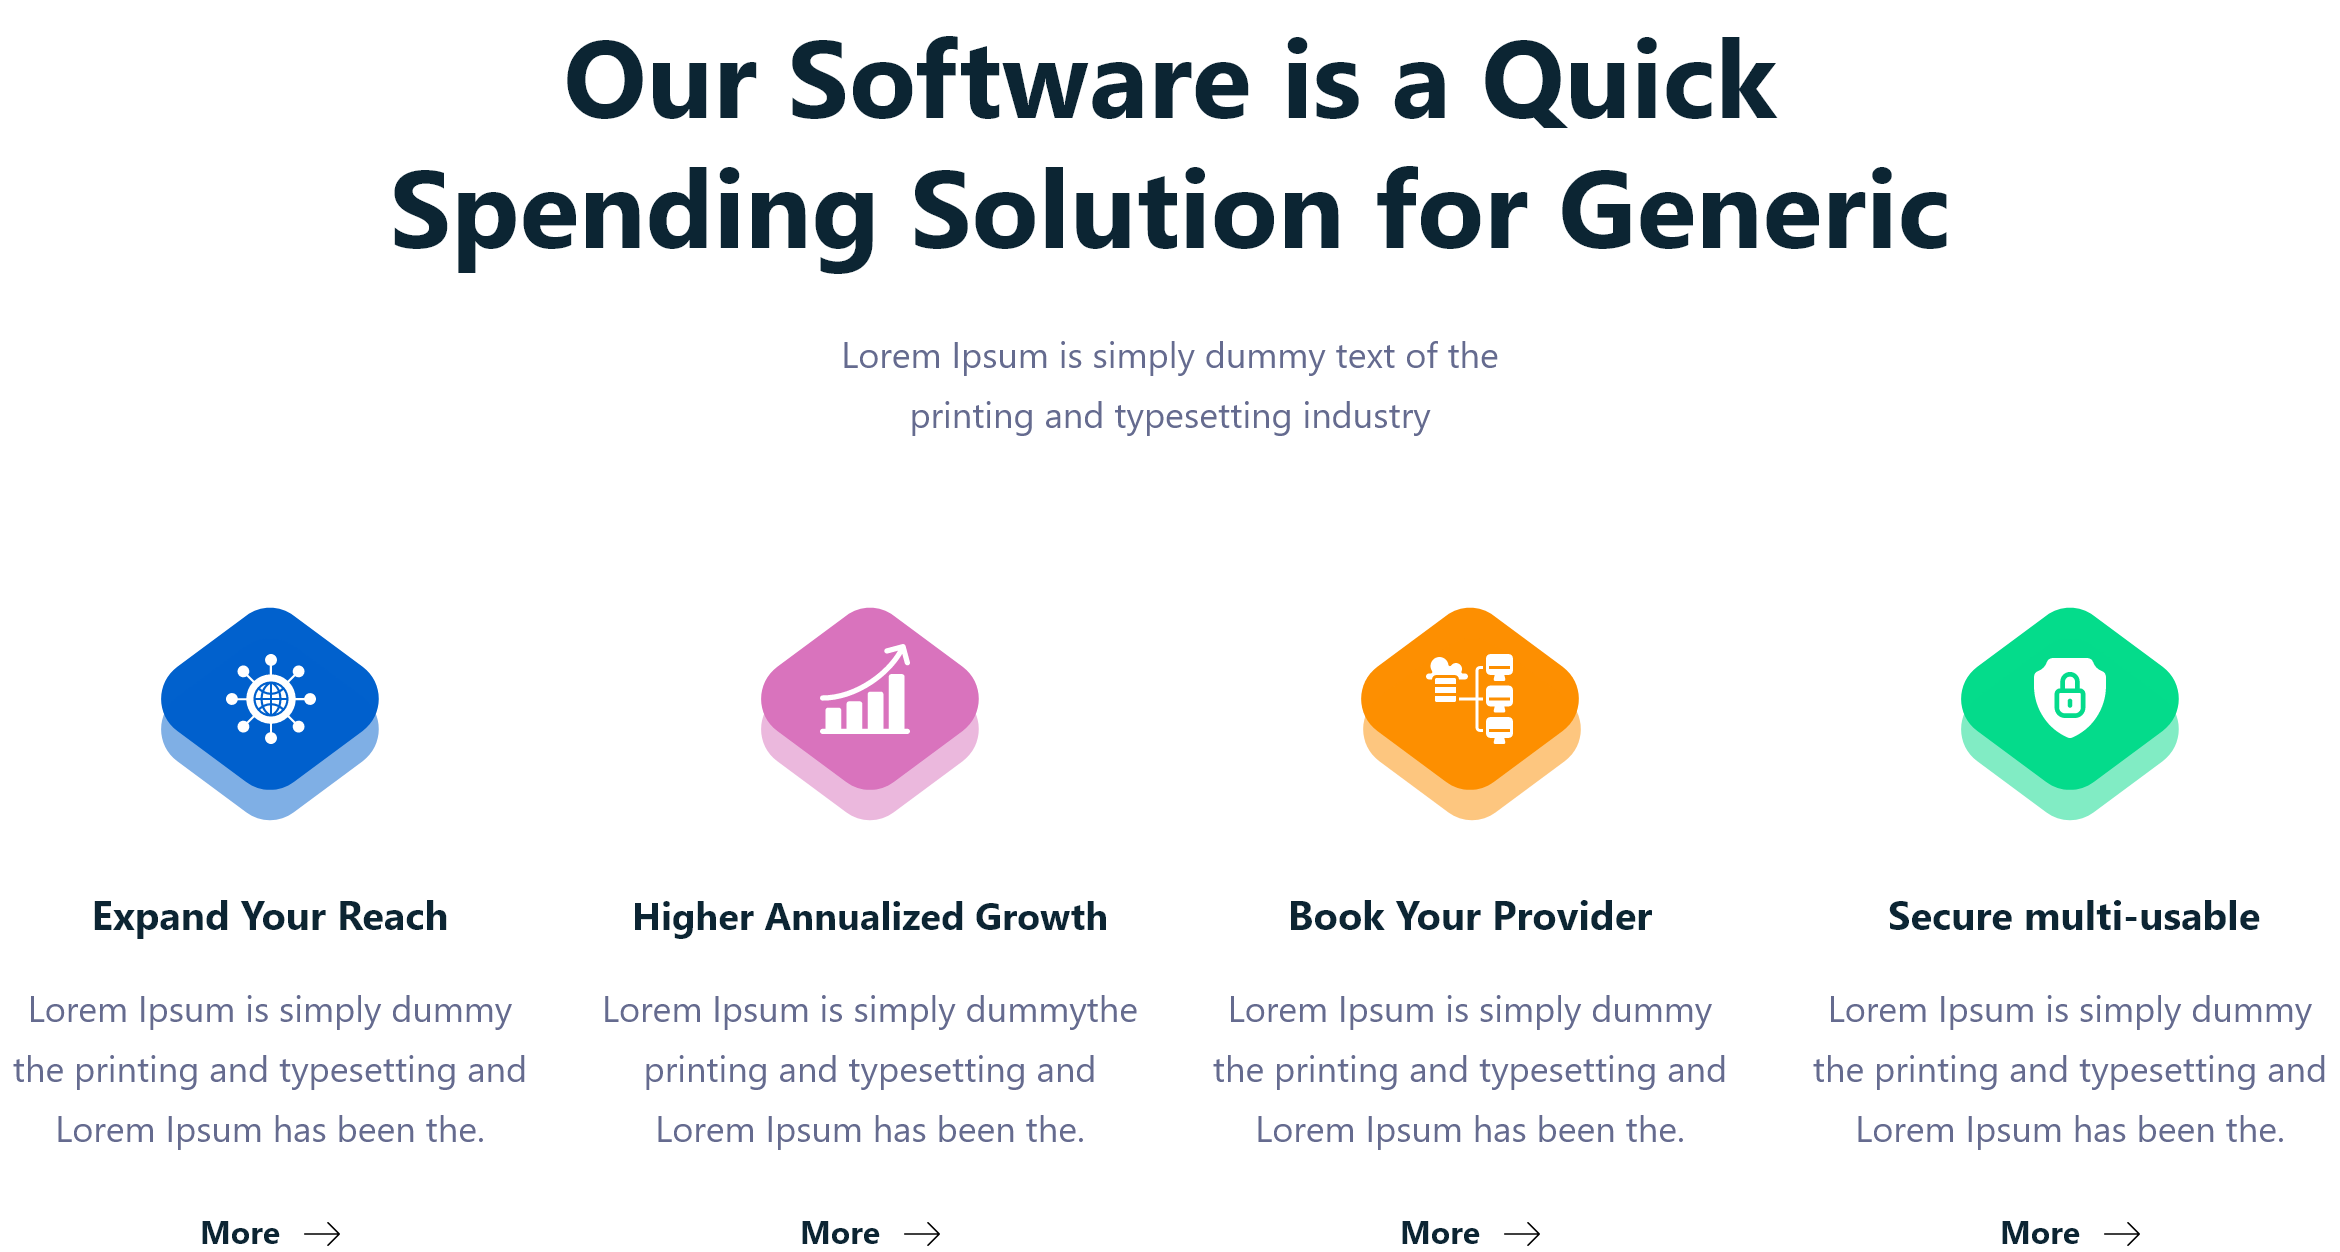 Our Software is a Quick
Spending Solution for Generic
Lorem Ipsum is simply dummy text of the
printing and typesetting industry
Expand Your Reach
Lorem Ipsum is simply dummy
the printing and typesetting and
Lorem Ipsum has been the.
More
Higher Annualized Growth
Lorem Ipsum is simply dummythe
printing and typesetting and
Lorem Ipsum has been the.
More
Book Your Provider
Lorem Ipsum is simply dummy
the printing and typesetting and
Lorem Ipsum has been the.
More
Secure multi-usable
Lorem Ipsum is simply dummy
the printing and typesetting and
Lorem Ipsum has been the.
More